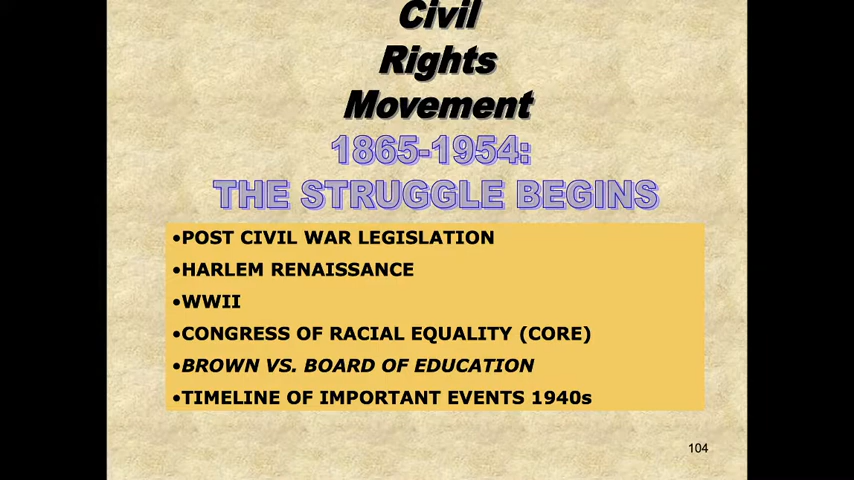 Civil
Rights
Movement
1865-1954:
THE STRUGGLE BEGINS
•POST CIVIL WAR LEGISLATION
•HARLEM RENAISSANCE
•WWII
•CONGRESS OF RACIAL EQUALITY (CORE)
•BROWN VS. BOARD OF EDUCATION
•TIMELINE OF IMPORTANT EVENTS 1940s
104